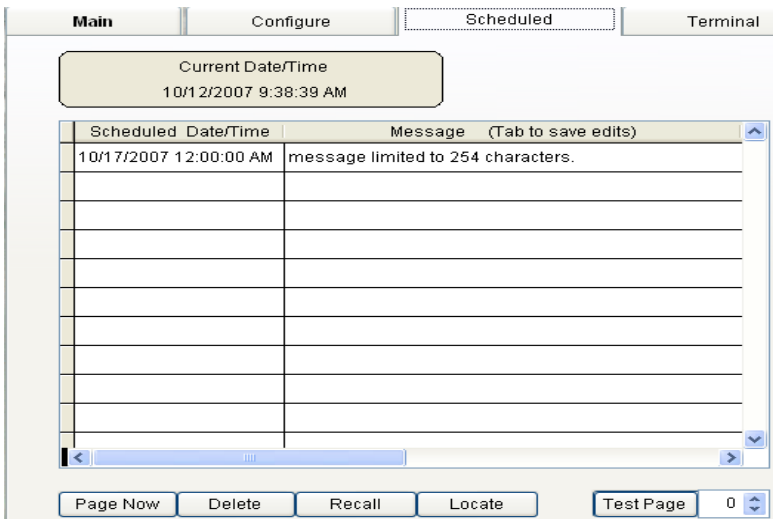 Main Configure Scheduled Terminal
Current Date/Time
10/12/2007 9:38:39 AM
Scheduled Date/Time Message (Tab to save edits)
10/17/2007 12:00:00 AM message limited to 254 characters.
Page Now Delete Recall Locate Test Page 0